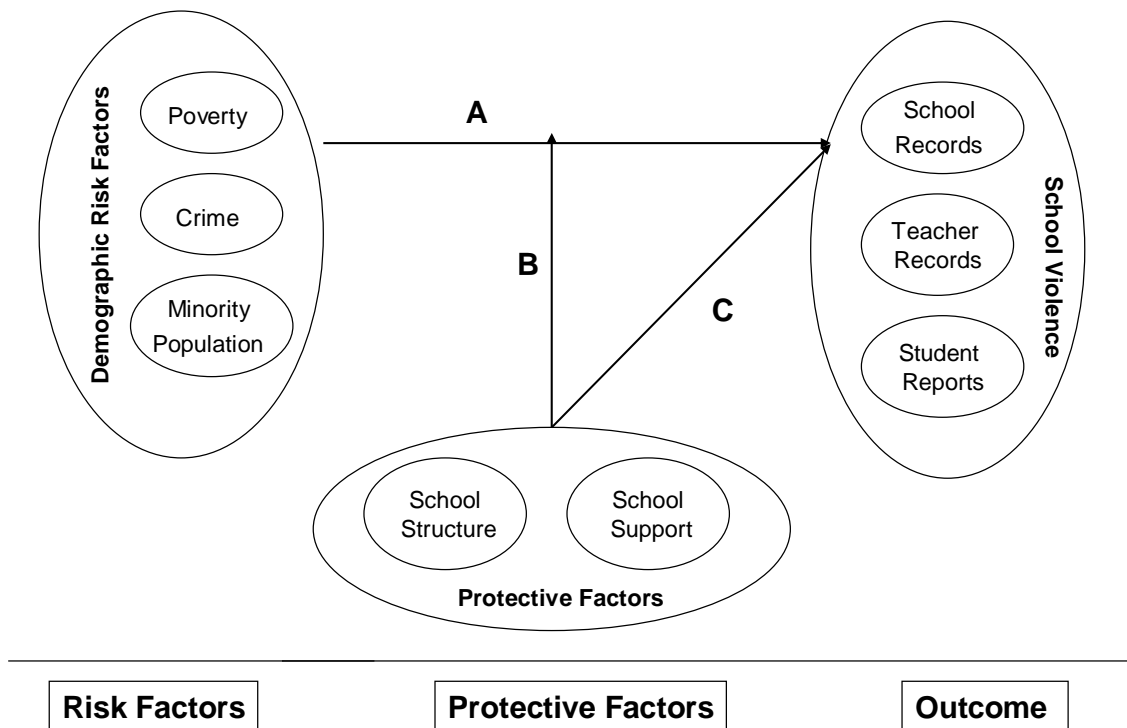 Demographic Risk Factors
Poverty
Crime
Minority
Population
A
B
C
School
Records
Teacher
Records
Student
Reports
School Violence
School
Structure
School
Support
Protective Factors
Risk Factors
Protective Factors
Outcome